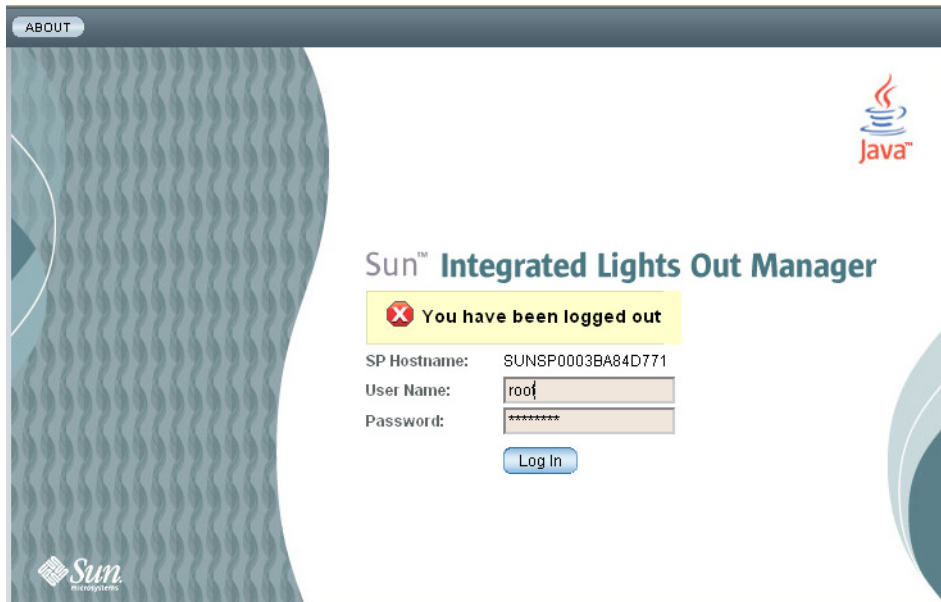 ABOUT
Java™
Sun™ Integrated Lights Out Manager
You have been logged out
SP Hostname: SUNSP0003BA84D771
User Name: root
Password: ********
Log In
Sun
microsystems